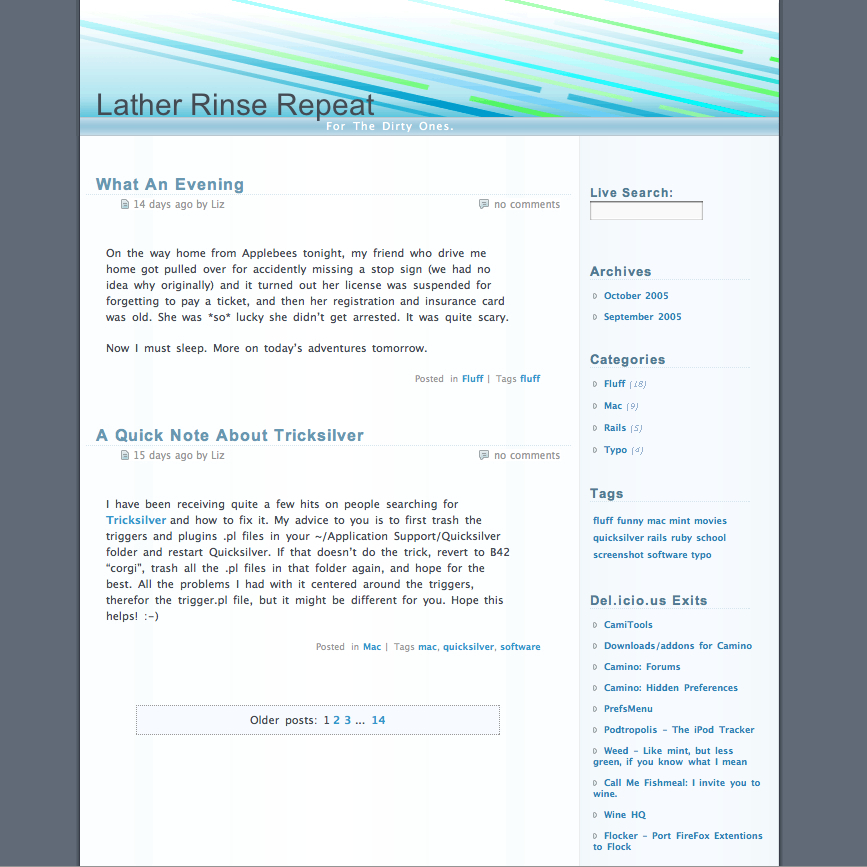 Lather Rinse Repeat
For The Dirty Ones.
What An Evening
14 days ago by Liz
no comments
On the way home from Applebees tonight, my friend who drive me
home got pulled over for accidently missing a stop sign (we had no
idea why originally) and it turned out her license was suspended for
forgetting to pay a ticket, and then her registration and insurance card
was old. She was *so* lucky she didn't get arrested. It was quite scary.
Now I must sleep. More on today's adventures tomorrow.
Posted in Fluff | Tags fluff
A Quick Note About Tricksilver
15 days ago by Liz
no comments
I have been receiving quite a few hits on people searching for
Tricksilver and how to fix it. My advice to you is to first trash the
triggers and plugins .pl files in your ~/Application Support/Quicksilver
folder and restart Quicksilver. If that doesn't do the trick, revert to B42
“corgi”, trash all the .pl files in that folder again, and hope for the
best. All the problems I had with it centered around the triggers,
therefor the trigger.pl file, but it might be different for you. Hope this
helps! :-)
Posted in Mac | Tags mac, quicksilver, software
Older posts: 1 2 3 ... 14
Live Search:
Archives
October 2005
September 2005
Categories
Fluff (18)
Mac (9)
Rails (5)
Typo (4)
Tags
fluff funny mac mint movies
quicksilver rails ruby school
screenshot software typo
Del.icio.us Exits
CamiTools
Downloads/addons for Camino
Camino: Forums
Camino: Hidden Preferences
PrefsMenu
Podtropolis – The iPod Tracker
Weed – Like mint, but less
green, if you know what I mean
Call Me Fishmeal: I invite you to
wine.
Wine HQ
Flocker – Port FireFox Extentions
to Flock